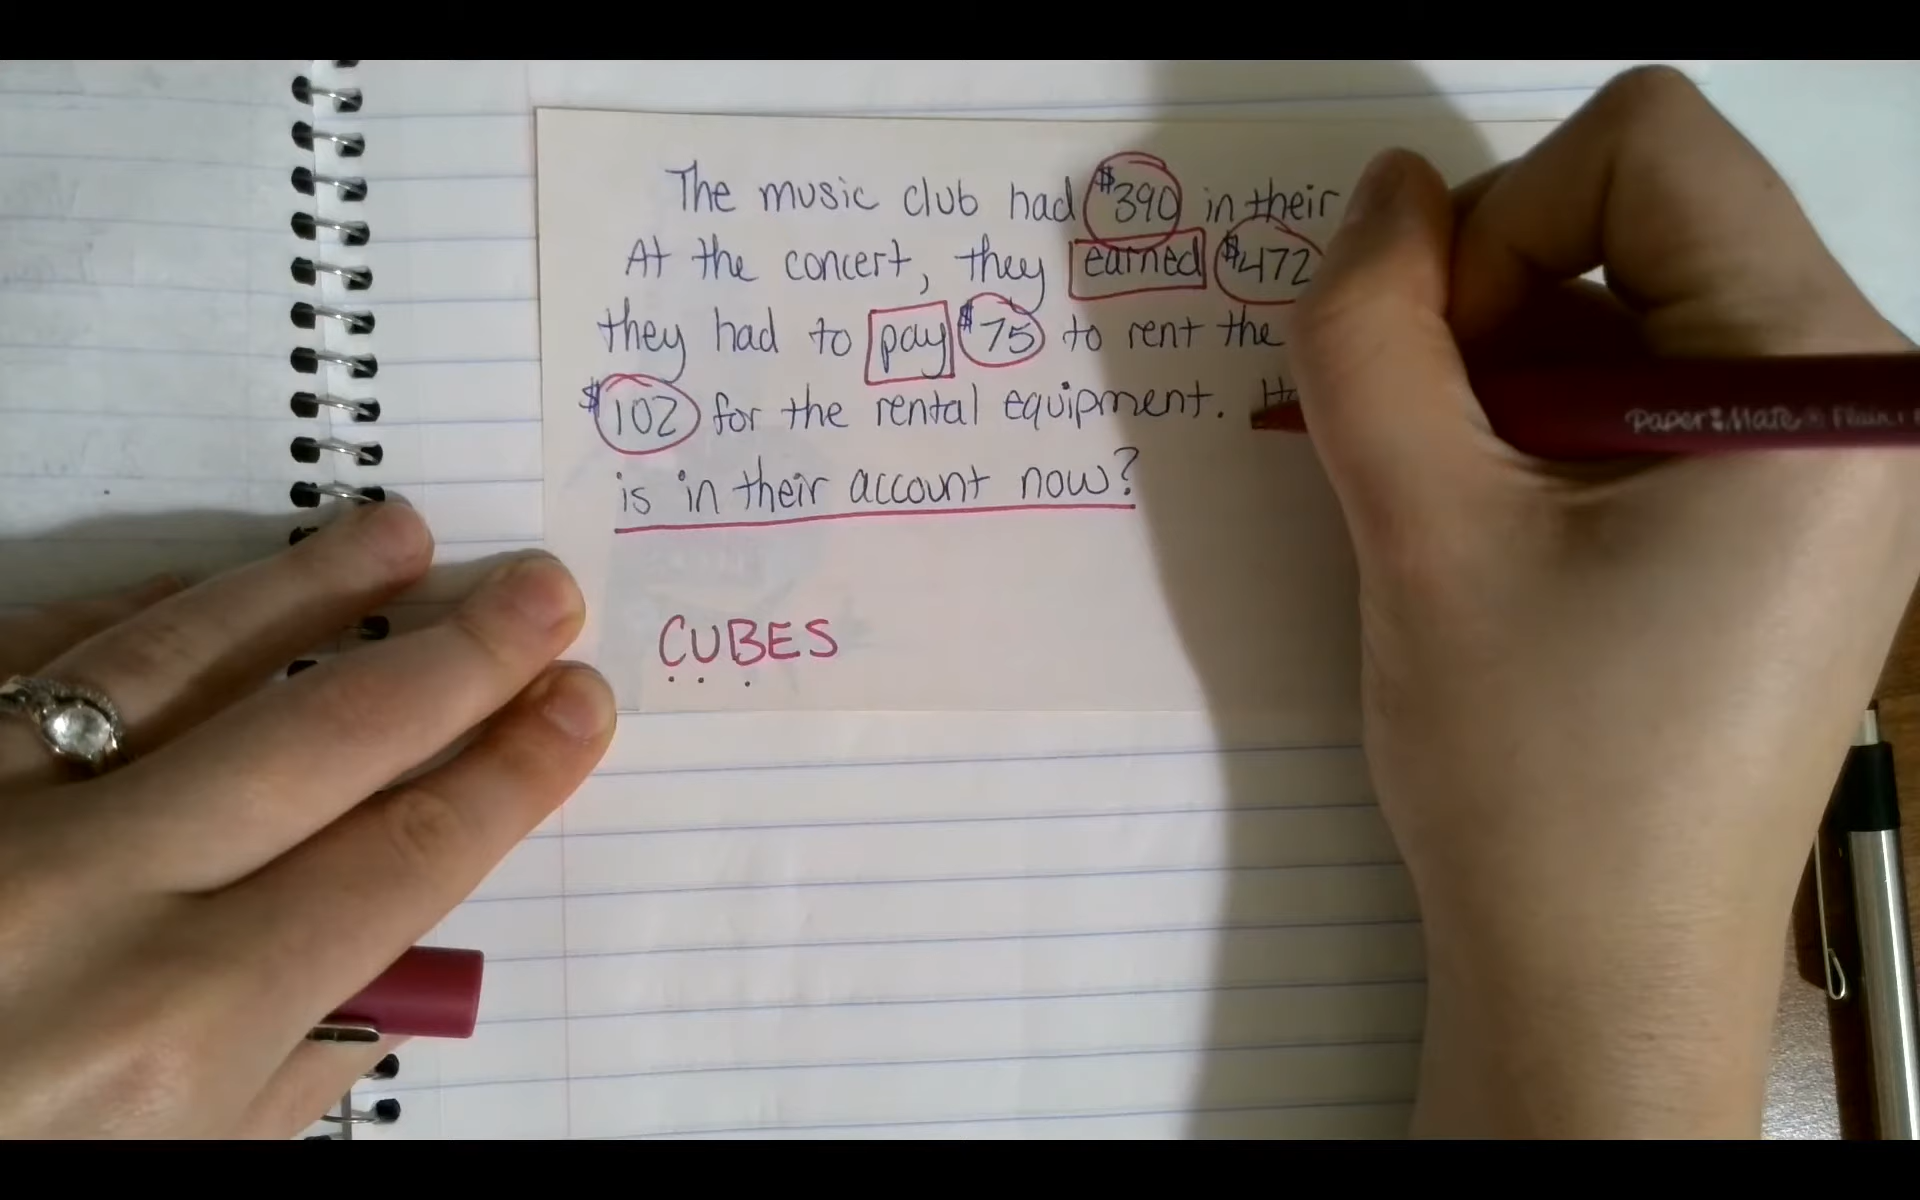 The music club had $390 in their
At the concert, they earned $472
they had to pay $75 to rent the
$102 for the rental equipment.
is in their account now?
CUBES
Paper:Mate® Flair